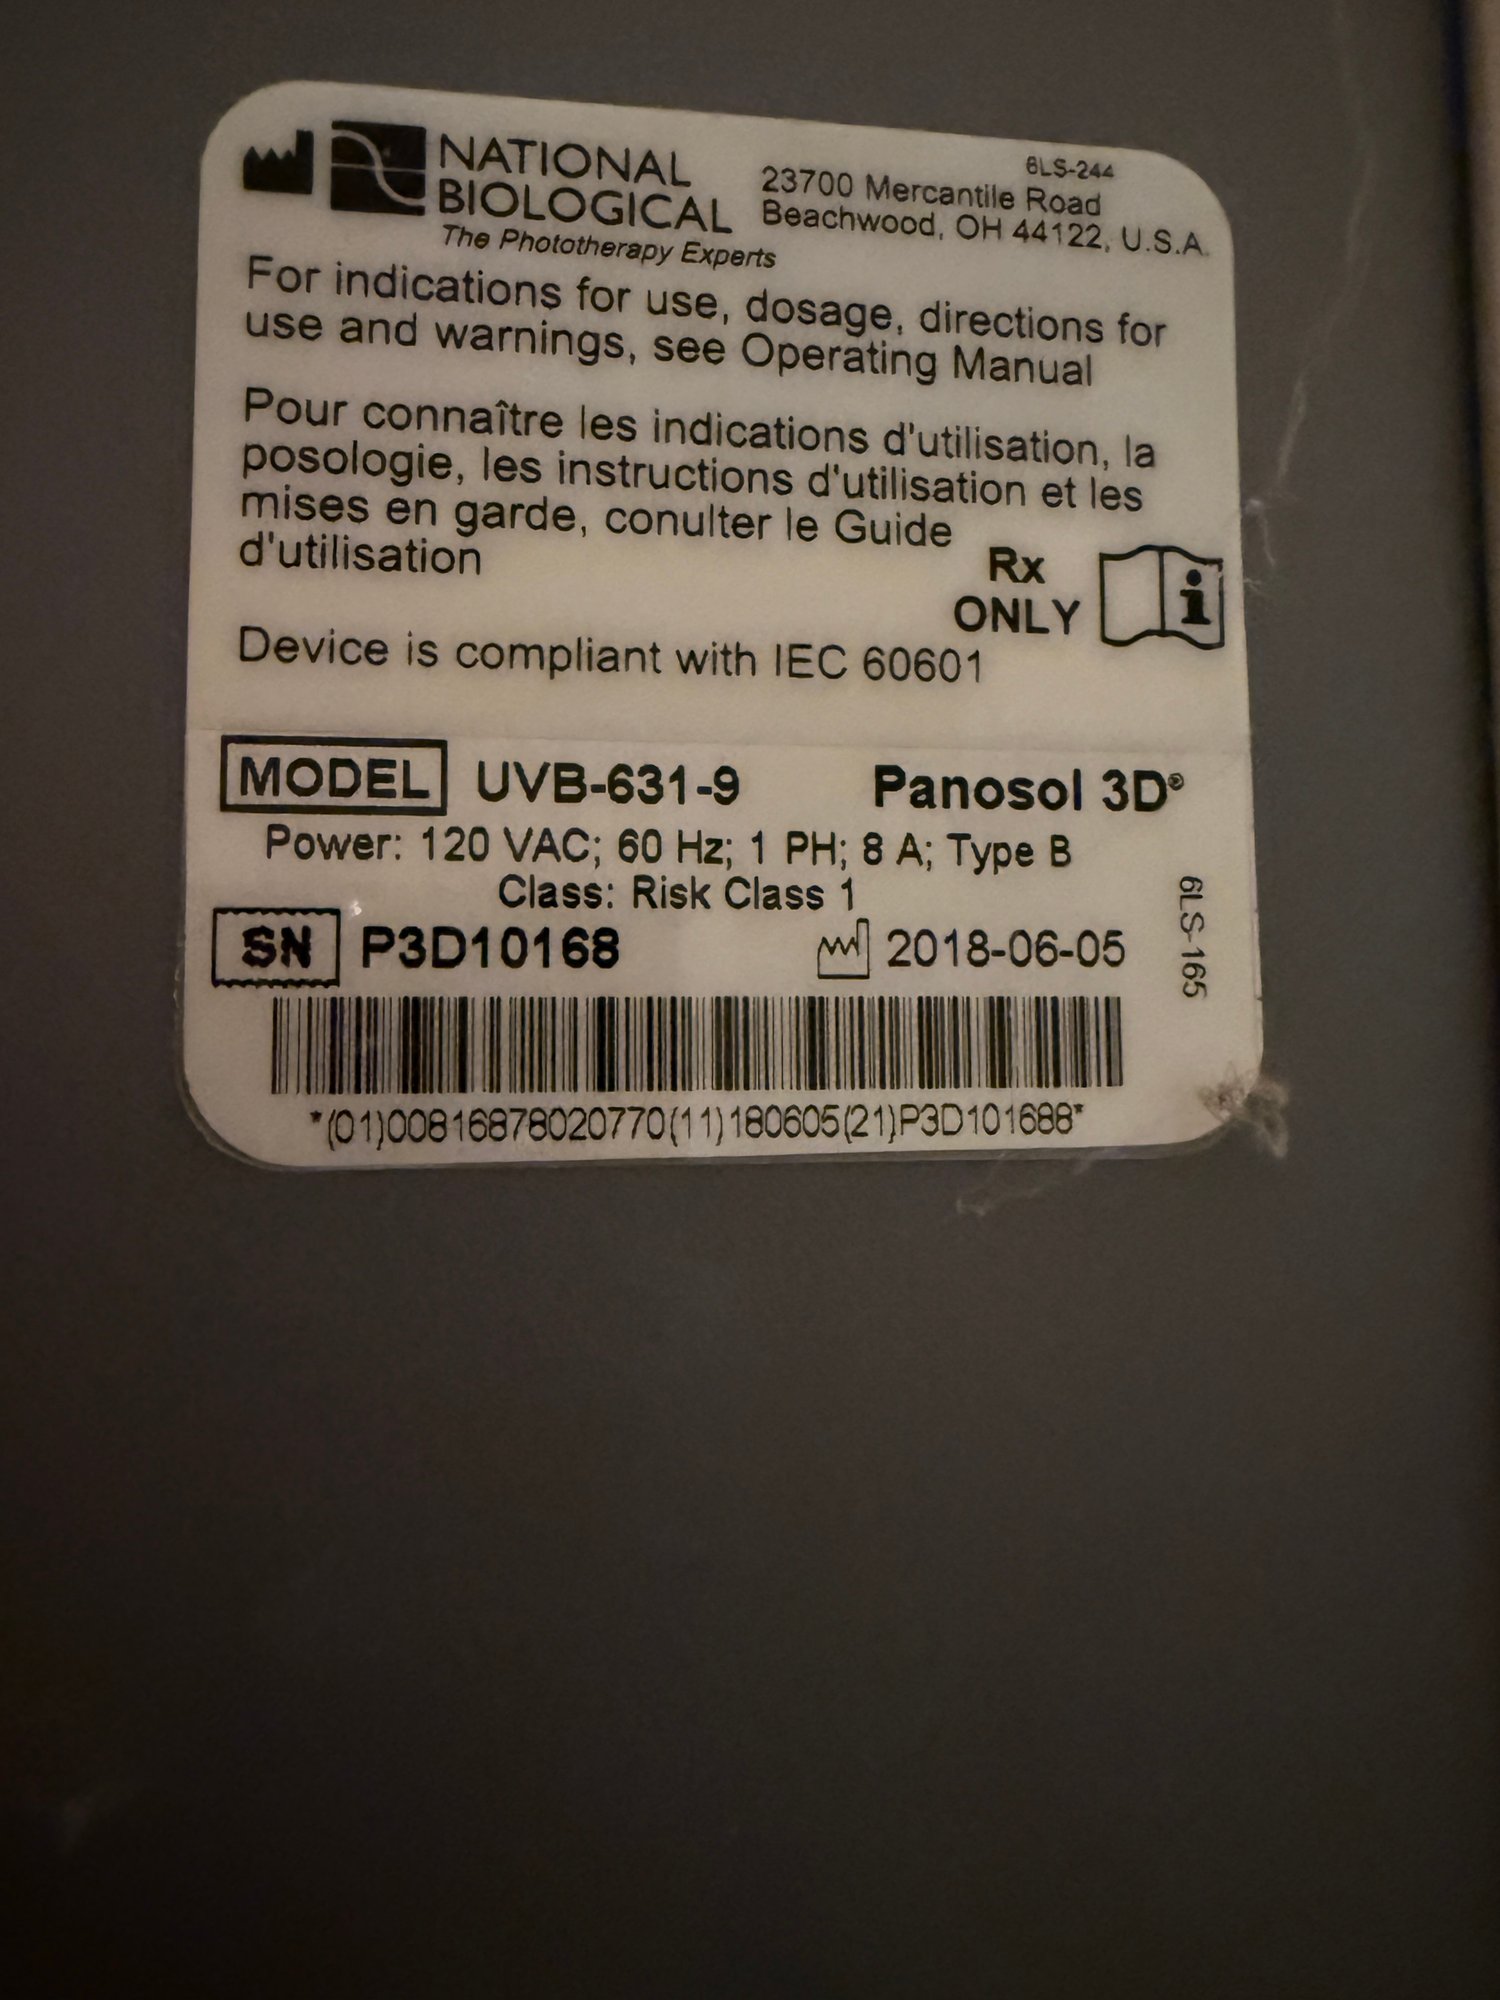 NATIONAL
BIOLOGICAL
The Phototherapy Experts
6LS-244
23700 Mercantile Road
Beachwood, OH 44122, U.S.A.
For indications for use, dosage, directions for
use and warnings, see Operating Manual
Pour connaître les indications d'utilisation, la
posologie, les instructions d'utilisation et les
mises en garde, conulter le Guide
d'utilisation
Rx
ONLY
i
Device is compliant with IEC 60601
MODEL UVB-631-9 Panosol 3D®
Power: 120 VAC; 60 Hz; 1 PH; 8 A; Type B
Class: Risk Class 1
SN P3D10168 2018-06-05
6LS-165
*(01)00816878020770(11)180605(21)P3D101688*